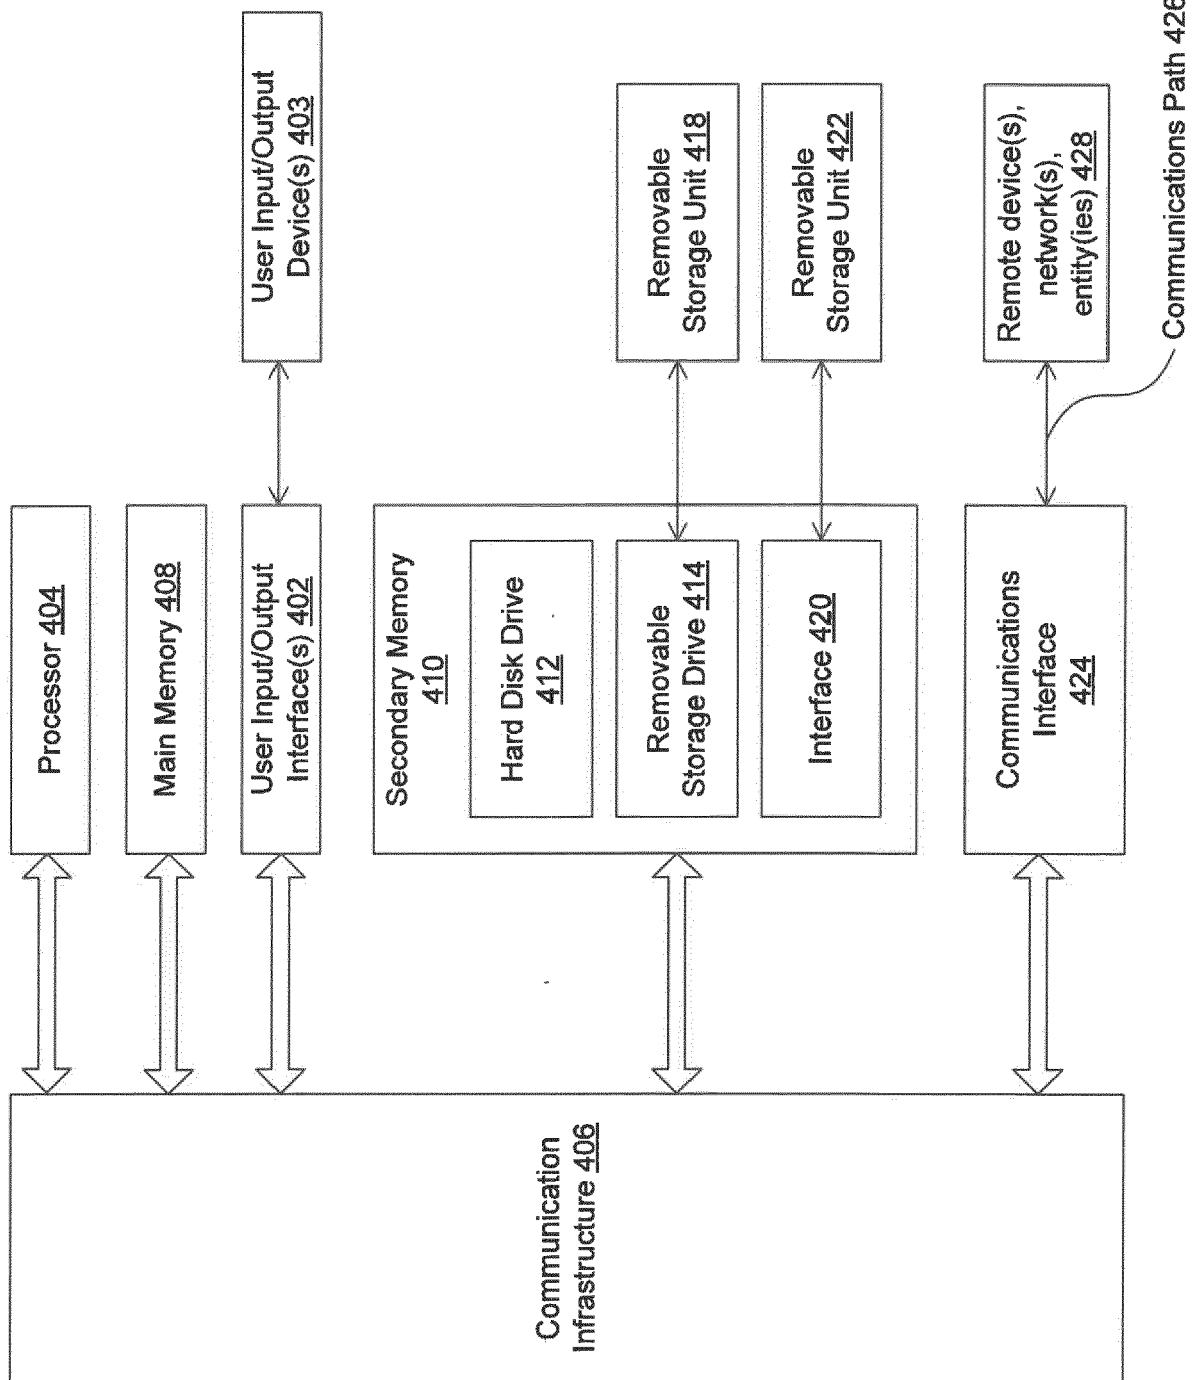 Processor 404
Main Memory 408
User Input/Output
Interface(s) 402
User Input/Output
Device(s) 403
Secondary Memory
410
Hard Disk Drive
412
Removable
Storage Drive 414
Interface 420
Removable
Storage Unit 418
Removable
Storage Unit 422
Communications
Interface
424
Remote device(s),
network(s),
entity(ies) 428
Communications Path 426
Communication
Infrastructure 406